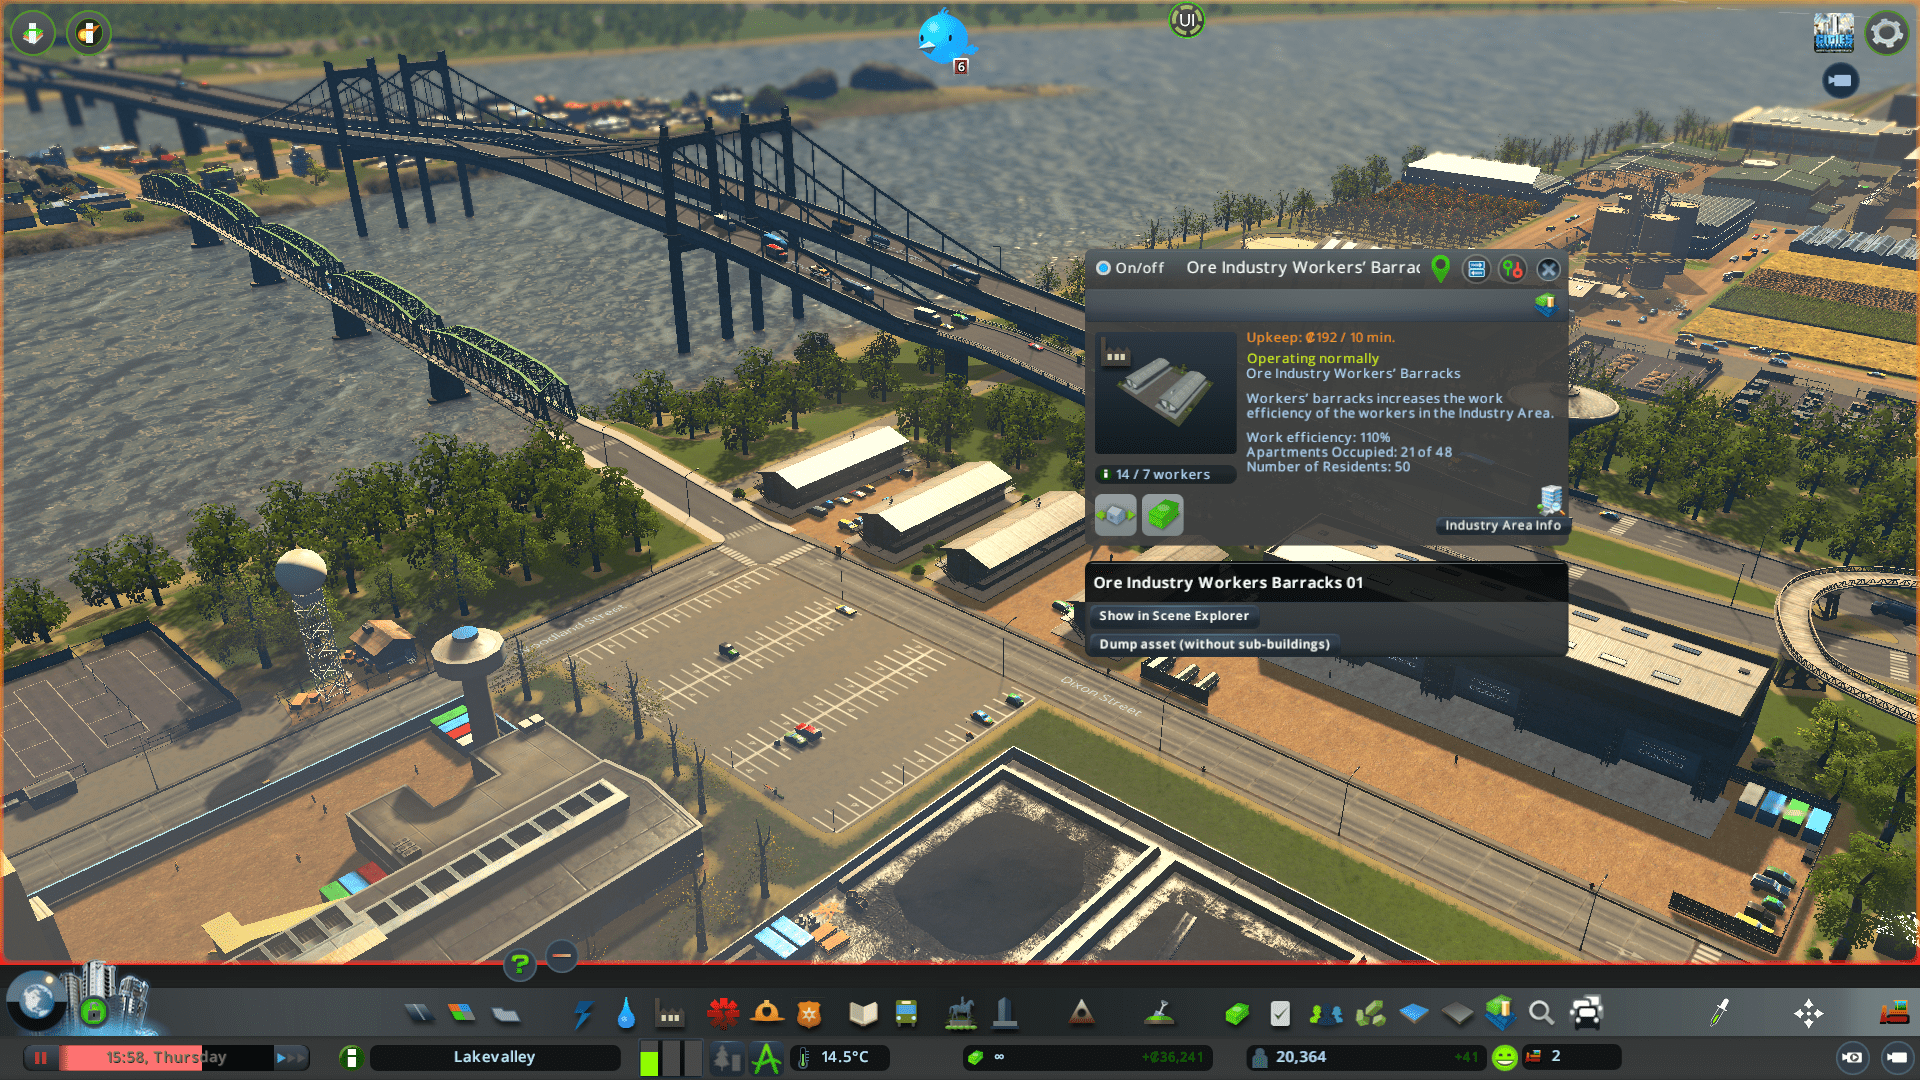 6
UI
CITIES
On/off
Ore Industry Workers' Barrac
Upkeep: ₡192 / 10 min.
Operating normally
Ore Industry Workers' Barracks
Workers' barracks increases the work
efficiency of the workers in the Industry Area.
Work efficiency: 110%
Apartments Occupied: 21 of 48
Number of Residents: 50
14 / 7 workers
Industry Area Info
Ore Industry Workers Barracks 01
Show in Scene Explorer
Dump asset (without sub-buildings)
Woodland Street
Dixon Street
?
15:58, Thursday
Lakevalley
14.5°C
∞
+₡36,241
20,364
+41
2